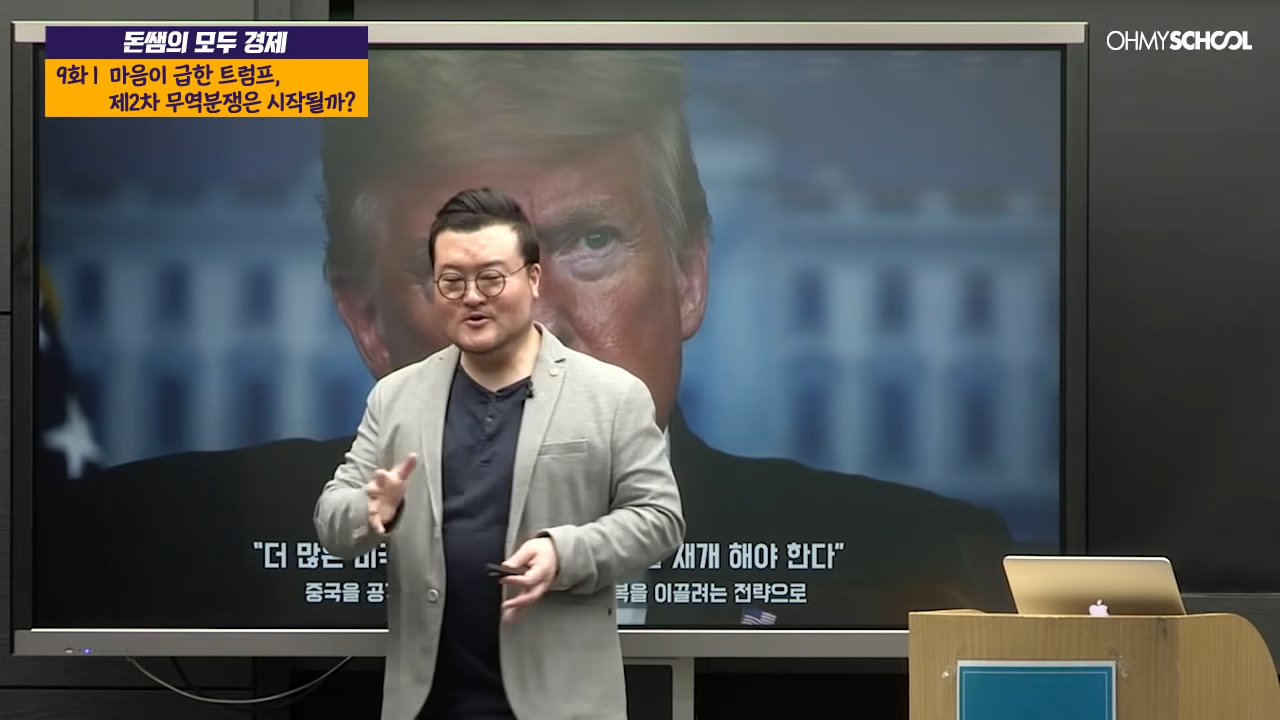 돈쌤의 모두 경제
9화 | 마음이 급한 트럼프,
제2차 무역분쟁은 시작될까?
OHMYSCHOOL
"더 많은 재개 해야 한다"
중국을 이끌려는 전략으로